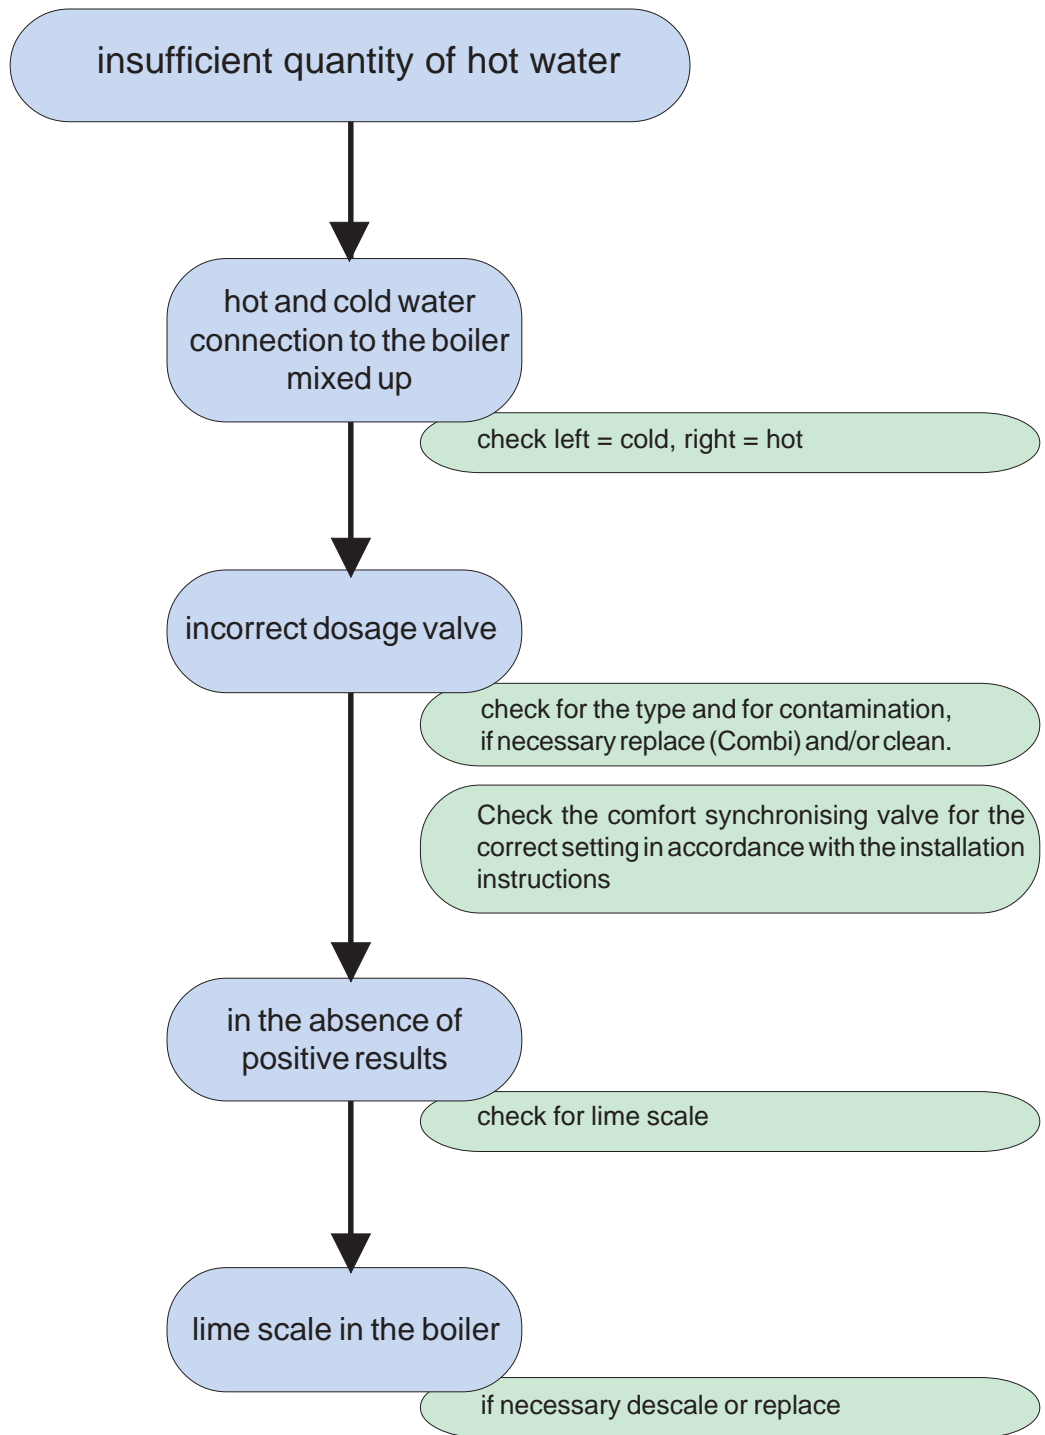 insufficient quantity of hot water
hot and cold water
connection to the boiler
mixed up
check left = cold, right = hot
incorrect dosage valve
check for the type and for contamination,
if necessary replace (Combi) and/or clean.
Check the comfort synchronising valve for the
correct setting in accordance with the installation
instructions
in the absence of
positive results
check for lime scale
lime scale in the boiler
if necessary descale or replace